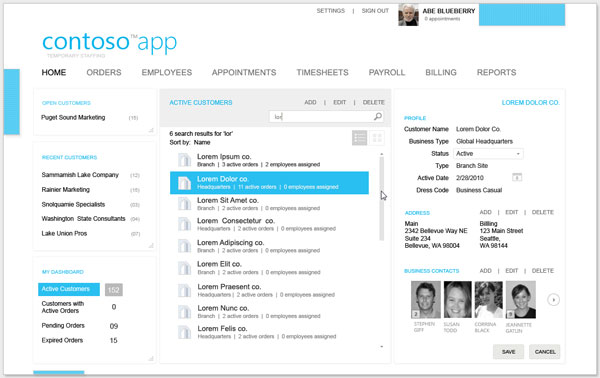 SETTINGS | SIGN OUT
ABE BLUEBERRY
0 appointments
contoso™app
TEMPORARY STAFFING
HOME ORDERS EMPLOYEES APPOINTMENTS TIMESHEETS PAYROLL BILLING REPORTS
OPEN CUSTOMERS
Puget Sound Marketing (15)
RECENT CUSTOMERS
Sammamish Lake Company (12)
Rainier Marketing (15)
Snolquamie Specialists (03)
Washington State Consultants (04)
Lake Union Pros (07)
MY DASHBOARD
Active Customers 152
Customers with
Active Orders 0
Pending Orders 09
Expired Orders 15
ACTIVE CUSTOMERS ADD | EDIT | DELETE
lor
6 search results for 'lor'
Sort by: Name
Lorem Ipsum co.
Branch | 3 active orders | 2 employees assigned
Lorem Dolor co.
Headquarters | 11 active orders | 0 employees assigned
Lorem Sit Amet co.
Branch | 2 active orders | 0 employees assigned
Lorem Consectetur co.
Branch | 2 active orders | 0 employees assigned
Lorem Adipiscing co.
Branch | 2 active orders | 0 employees assigned
Lorem Elit co.
Branch | 2 active orders | 0 employees assigned
Lorem Praesent co.
Headquarters | 2 active orders | 0 employees assigned
Lorem Nunc co.
Branch | 2 active orders | 0 employees assigned
Lorem Felis co.
Branch | 2 active orders | 0 employees assigned
LOREM DOLOR CO.
PROFILE
Customer Name Lorem Dolor Co.
Business Type Global Headquarters
Status Active
Type Branch Site
Active Date 2/28/2010
Dress Code Business Casual
ADDRESS ADD | EDIT | DELETE
Main
2342 Bellevue Way NE
Suite 234
Bellevue, WA 98004
Billling
123 Main Street
Seattle,
WA 98144
BUSINESS CONTACTS ADD | EDIT | DELETE
2
9
STEPHEN
GIFF
SUSAN
TODD
CORRINA
BLACK
JEANNETTE
GATLIN
SAVE CANCEL